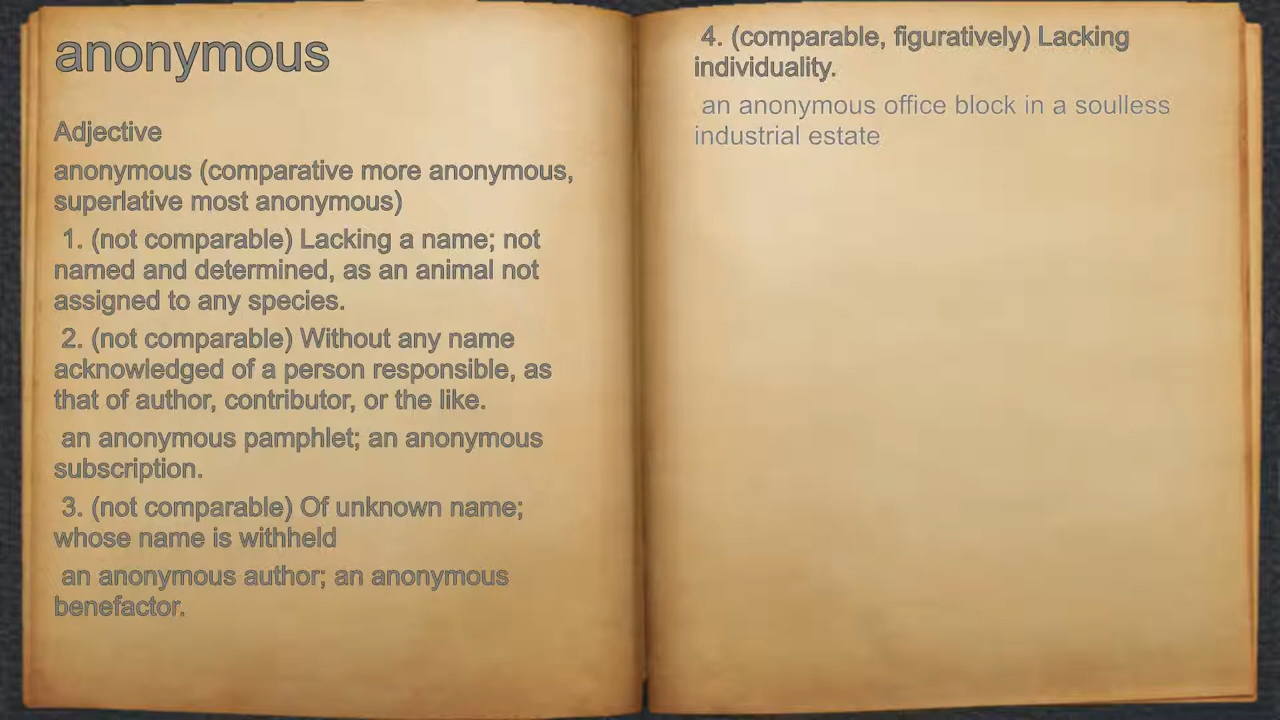 anonymous
Adjective
anonymous (comparative more anonymous,
superlative most anonymous)
1. (not comparable) Lacking a name; not
named and determined, as an animal not
assigned to any species.
2. (not comparable) Without any name
acknowledged of a person responsible, as
that of author, contributor, or the like.
an anonymous pamphlet; an anonymous
subscription.
3. (not comparable) Of unknown name;
whose name is withheld
an anonymous author; an anonymous
benefactor.
4. (comparable, figuratively) Lacking
individuality.
an anonymous office block in a soulless
industrial estate